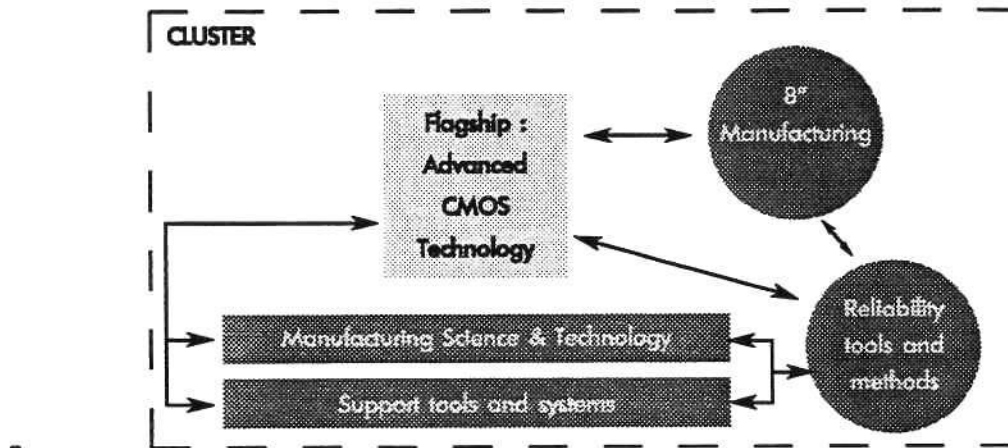 CLUSTER
Flagship :
Advanced
CMOS
Technology
8"
Manufacturing
Reliability
tools and
methods
Manufacturing Science & Technology
Support tools and systems